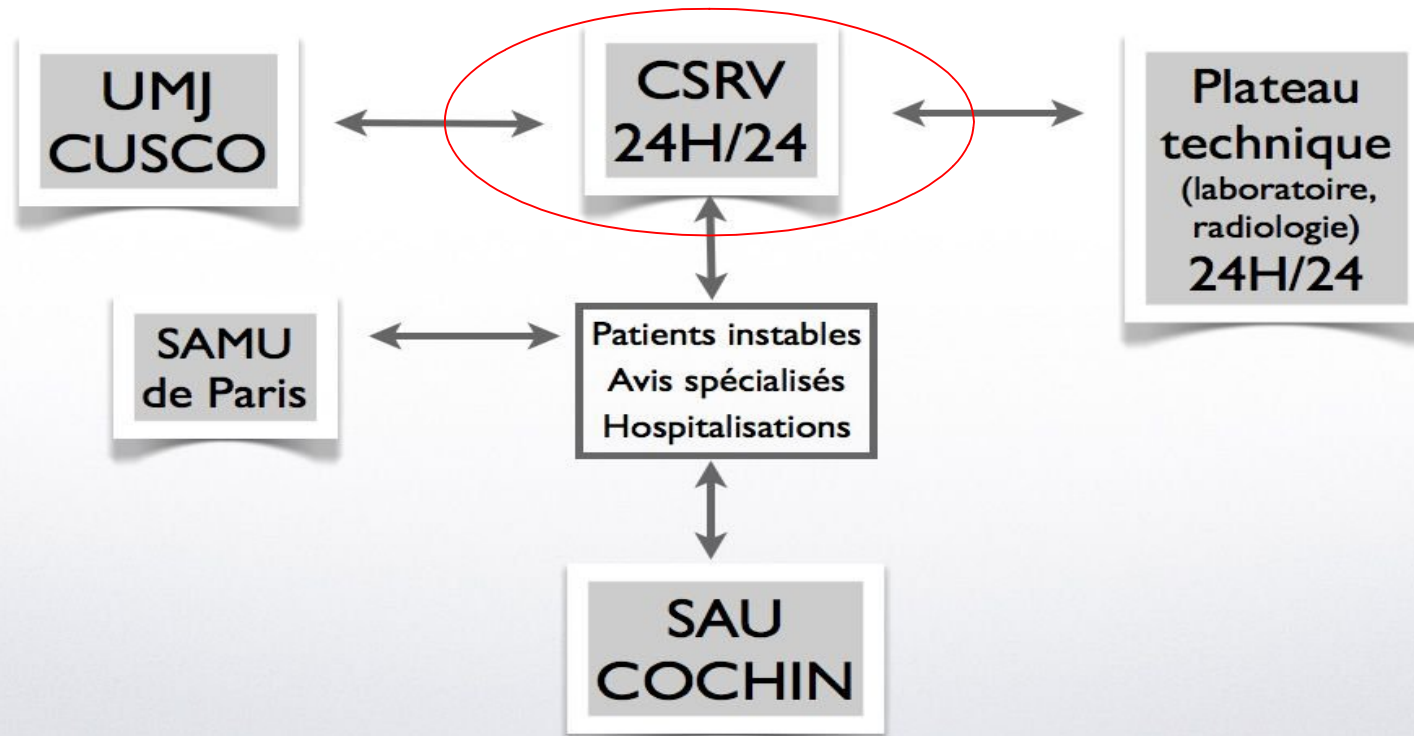 UMJ
CUSCO
CSRV
24H/24
Plateau
technique
(laboratoire,
radiologie)
24H/24
SAMU
de Paris
Patients instables
Avis spécialisés
Hospitalisations
SAU
COCHIN